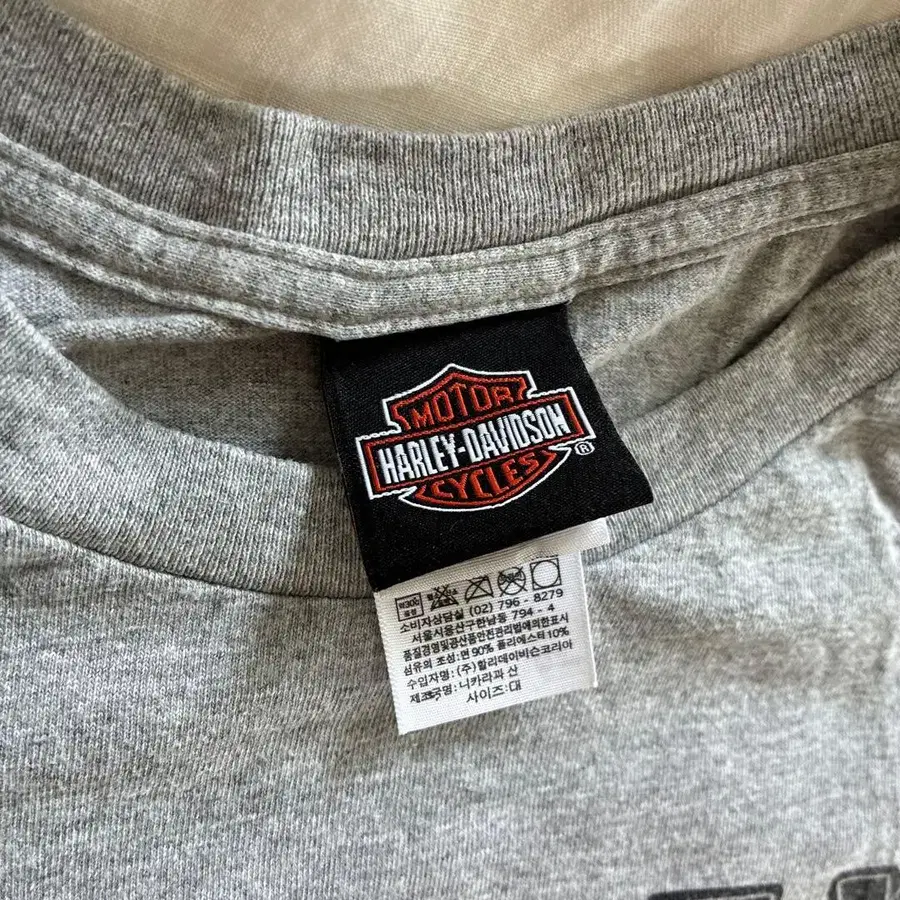 MOTOR
HARLEY-DAVIDSON
®
CYCLES
소비자상담실 (02) 796 - 8279
서울시용산구한남동 794 - 4
품질경영및공산품안전관리법에의한표시
섬유의 조성 : 면 90% 폴리에스타 10%
수입자명 : (주)할리데이비슨코리아
제조국명 : 니카라과 산
사이즈 : 대